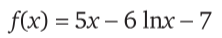 f(x) = 5x − 6 lnx − 7